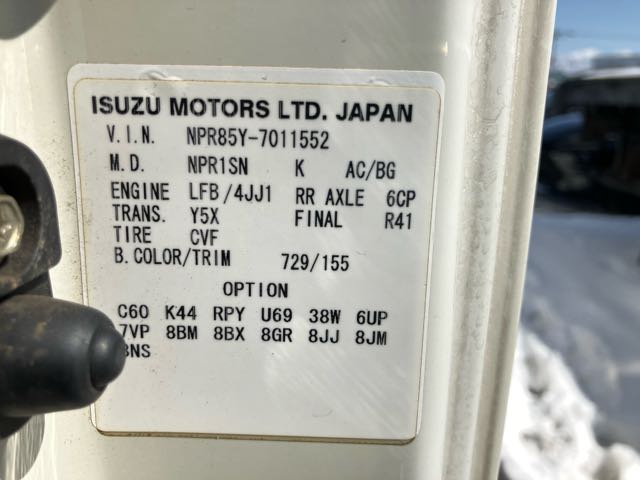 ISUZU MOTORS LTD. JAPAN
V.I.N. NPR85Y-7011552
M.D. NPR1SN K AC/BG
ENGINE LFB/4JJ1 RR AXLE 6CP
TRANS. Y5X FINAL R41
TIRE CVF
B.COLOR/TRIM 729/155
OPTION
C60 K44 RPY U69 38W 6UP
7VP 8BM 8BX 8GR 8JJ 8JM